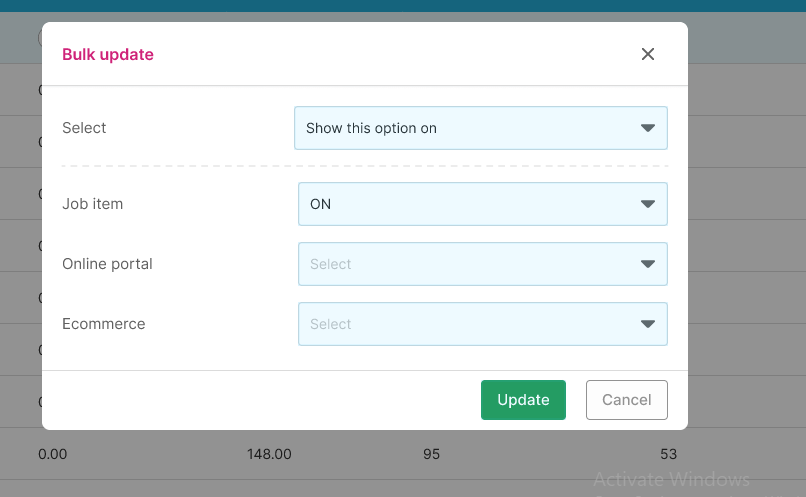 Bulk update
Select
Show this option on
Job item
ON
Online portal
Select
Ecommerce
Select
Update
Cancel
0.00 148.00 95 53
Activate Windows